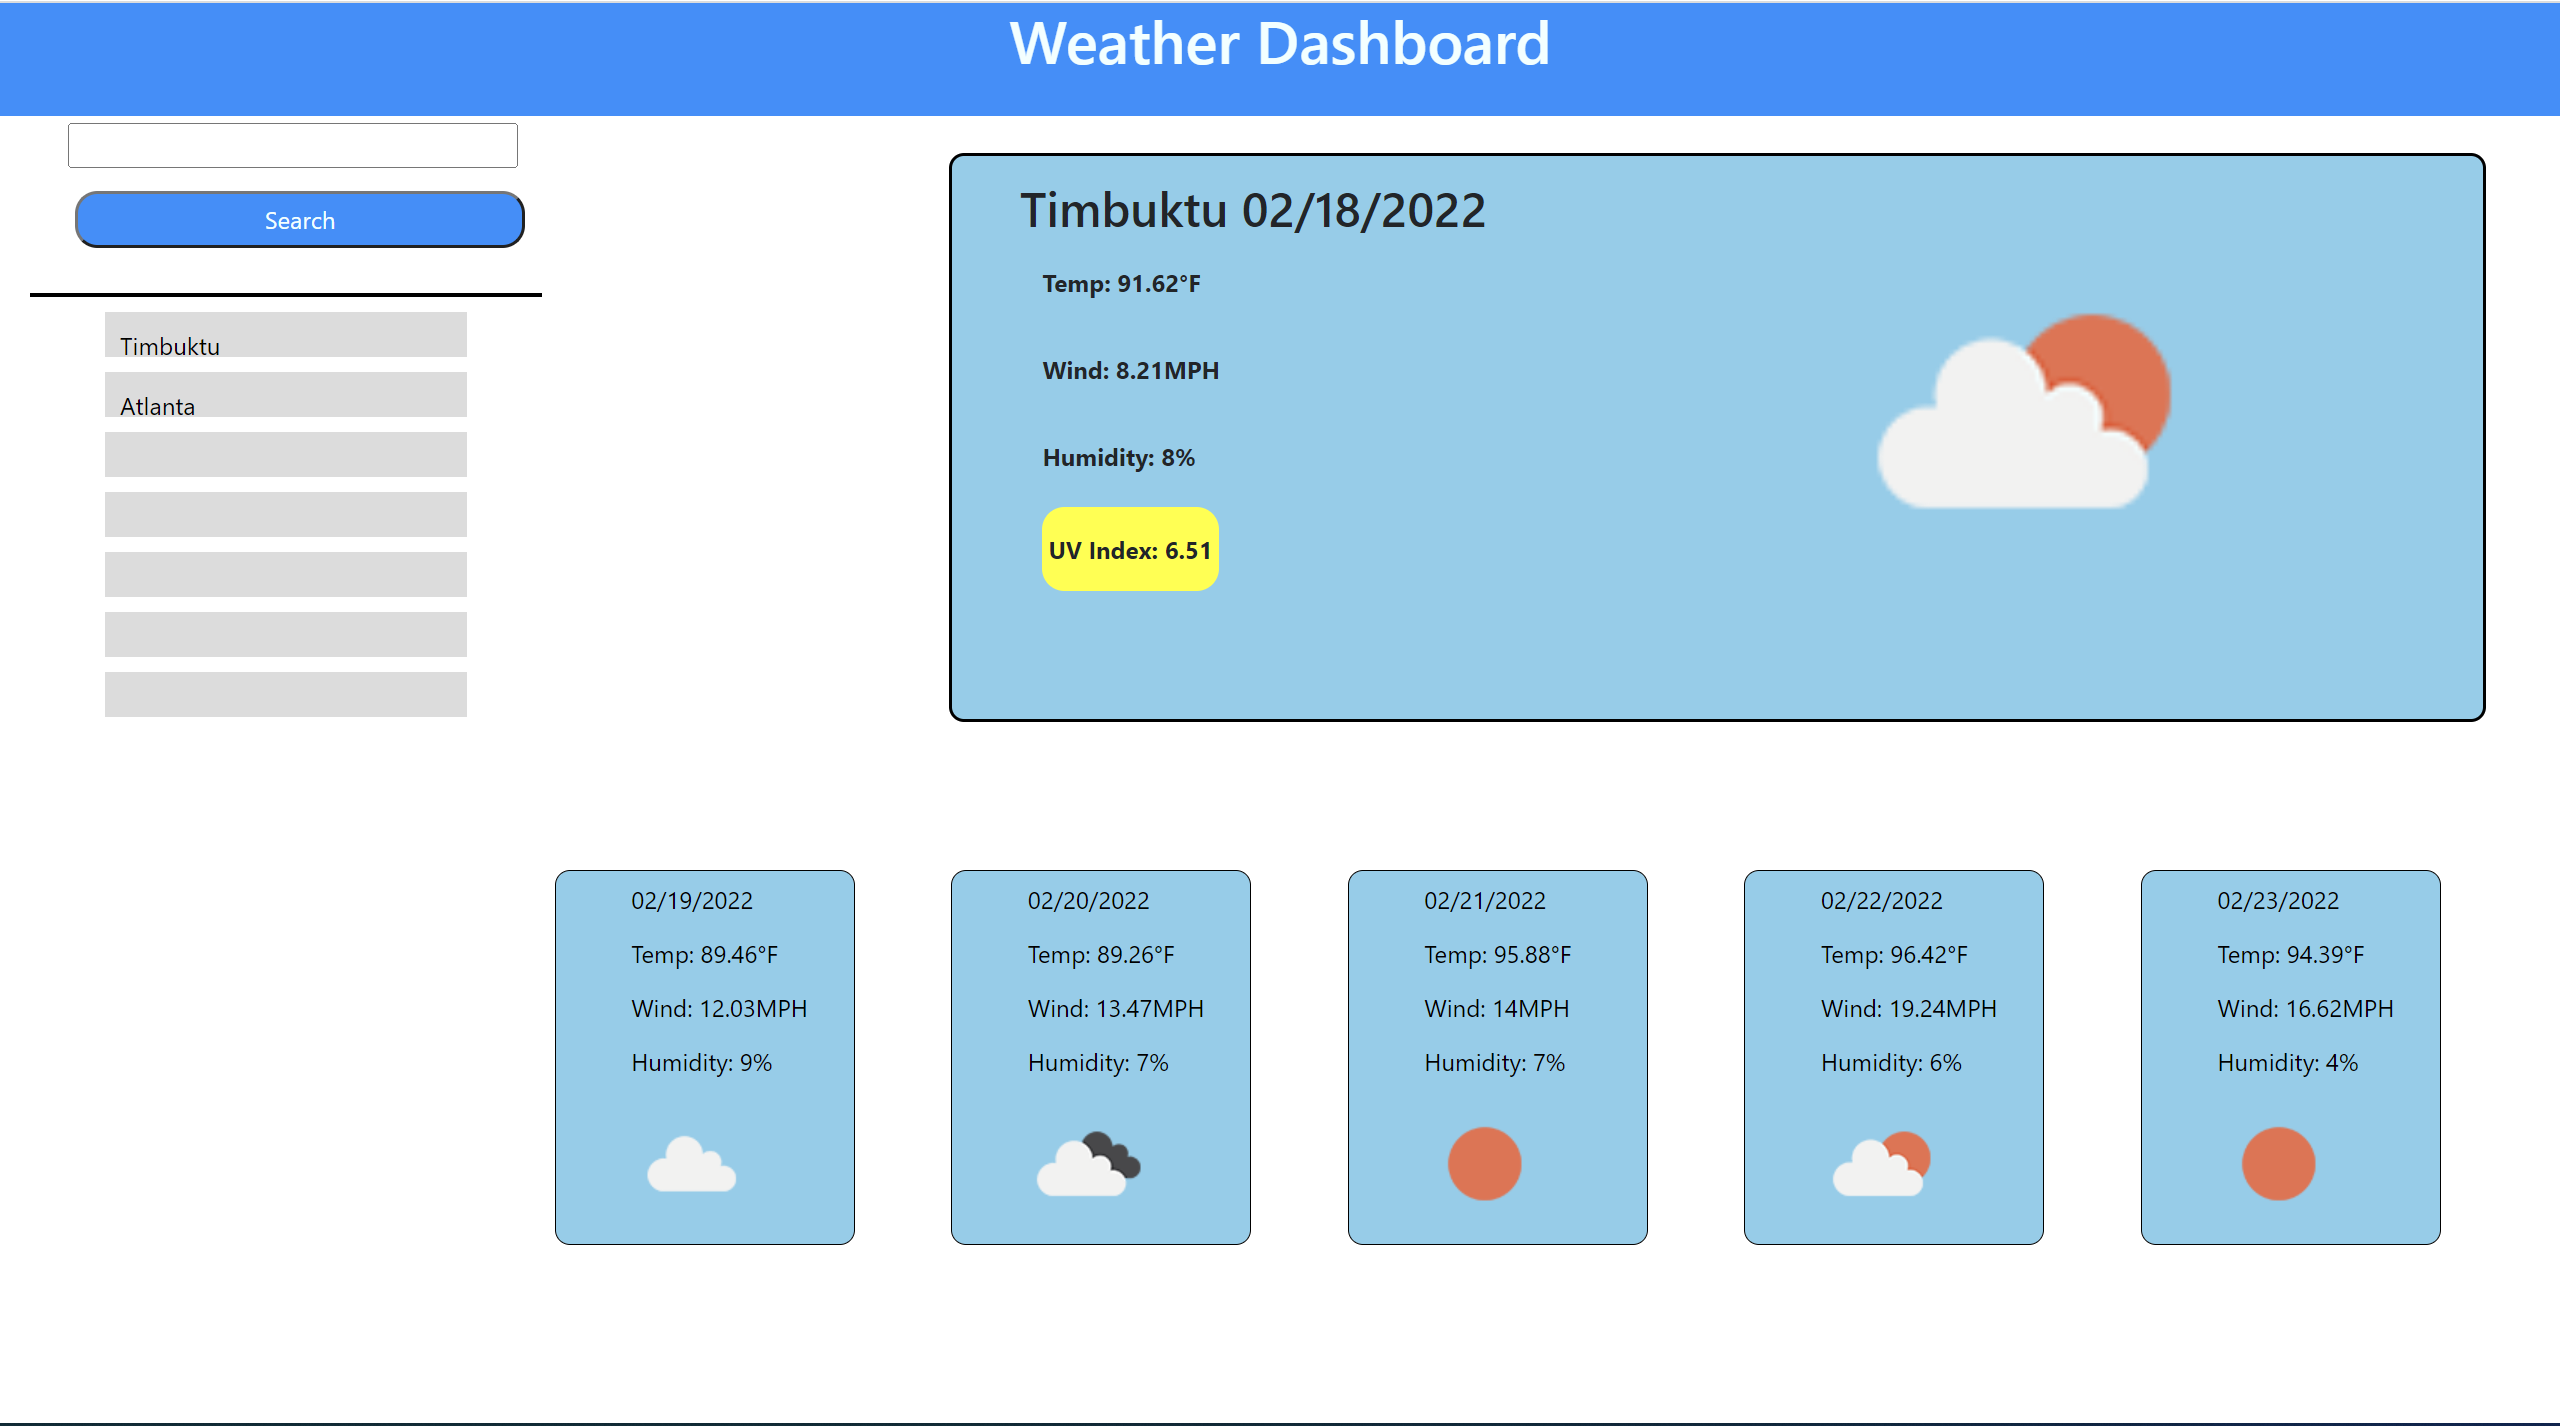 Weather Dashboard
Search
Timbuktu
Atlanta
Timbuktu 02/18/2022
Temp: 91.62°F
Wind: 8.21MPH
Humidity: 8%
UV Index: 6.51
02/19/2022
Temp: 89.46°F
Wind: 12.03MPH
Humidity: 9%
02/20/2022
Temp: 89.26°F
Wind: 13.47MPH
Humidity: 7%
02/21/2022
Temp: 95.88°F
Wind: 14MPH
Humidity: 7%
02/22/2022
Temp: 96.42°F
Wind: 19.24MPH
Humidity: 6%
02/23/2022
Temp: 94.39°F
Wind: 16.62MPH
Humidity: 4%